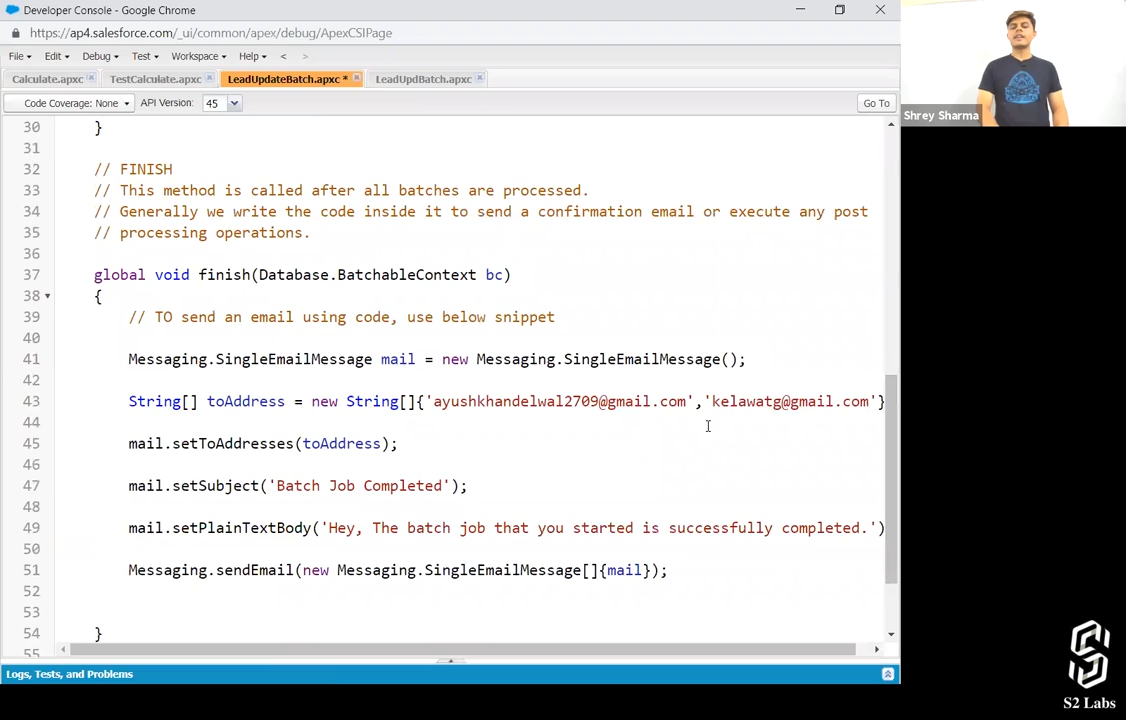 Developer Console - Google Chrome
https://ap4.salesforce.com/_ui/common/apex/debug/ApexCSIPage
File Edit Debug Test Workspace Help < >
Calculate.apxc TestCalculate.apxc LeadUpdateBatch.apxc * LeadUpdBatch.apxc
Code Coverage: None API Version: 45 Go To
30 }
31
32 // FINISH
33 // This method is called after all batches are processed.
34 // Generally we write the code inside it to send a confirmation email or execute any post
35 // processing operations.
36
37 global void finish(Database.BatchableContext bc)
38 {
39 // TO send an email using code, use below snippet
40
41 Messaging.SingleEmailMessage mail = new Messaging.SingleEmailMessage();
42
43 String[] toAddress = new String[]{'ayushkhandelwal2709@gmail.com','kelawatg@gmail.com'}
44
45 mail.setToAddresses(toAddress);
46
47 mail.setSubject('Batch Job Completed');
48
49 mail.setPlainTextBody('Hey, The batch job that you started is successfully completed.')
50
51 Messaging.sendEmail(new Messaging.SingleEmailMessage[]{mail});
52
53
54 }
55
Logs, Tests, and Problems
Shrey Sharma
S2 Labs